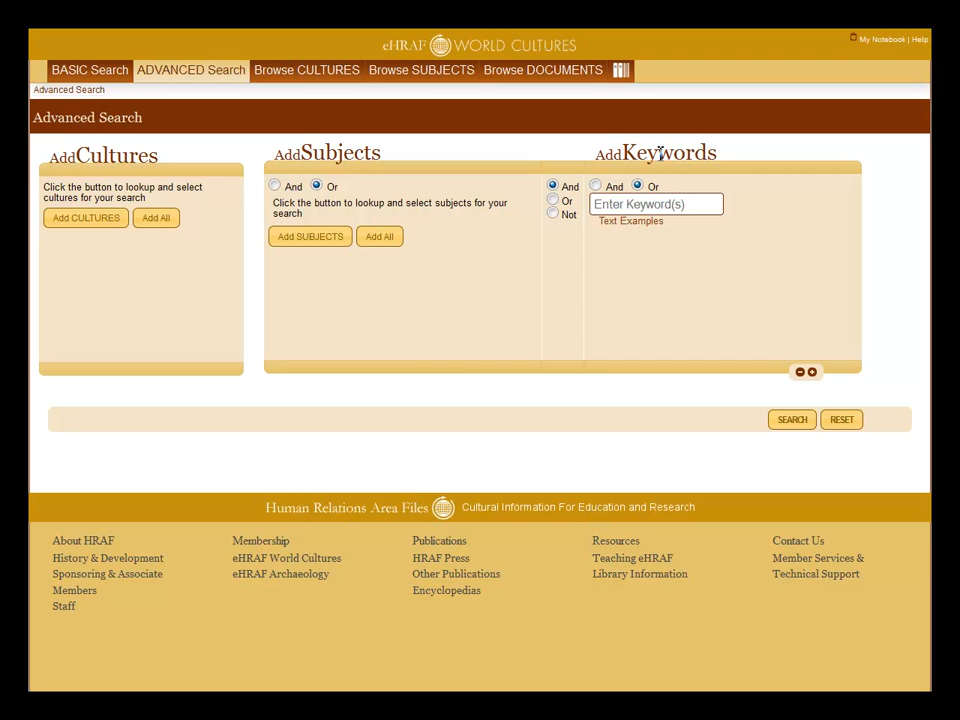 eHRAF WORLD CULTURES
My Notebook | Help
BASIC Search ADVANCED Search Browse CULTURES Browse SUBJECTS Browse DOCUMENTS
Advanced Search
Advanced Search
AddCultures
Click the button to lookup and select
cultures for your search
Add CULTURES Add All
AddSubjects
And Or
Click the button to lookup and select subjects for your
search
Add SUBJECTS Add All
And
Or
Not
AddKeywords
And Or
Enter Keyword(s)
Text Examples
SEARCH RESET
Human Relations Area Files Cultural Information For Education and Research
About HRAF
History & Development
Sponsoring & Associate
Members
Staff
Membership
eHRAF World Cultures
eHRAF Archaeology
Publications
HRAF Press
Other Publications
Encyclopedias
Resources
Teaching eHRAF
Library Information
Contact Us
Member Services &
Technical Support